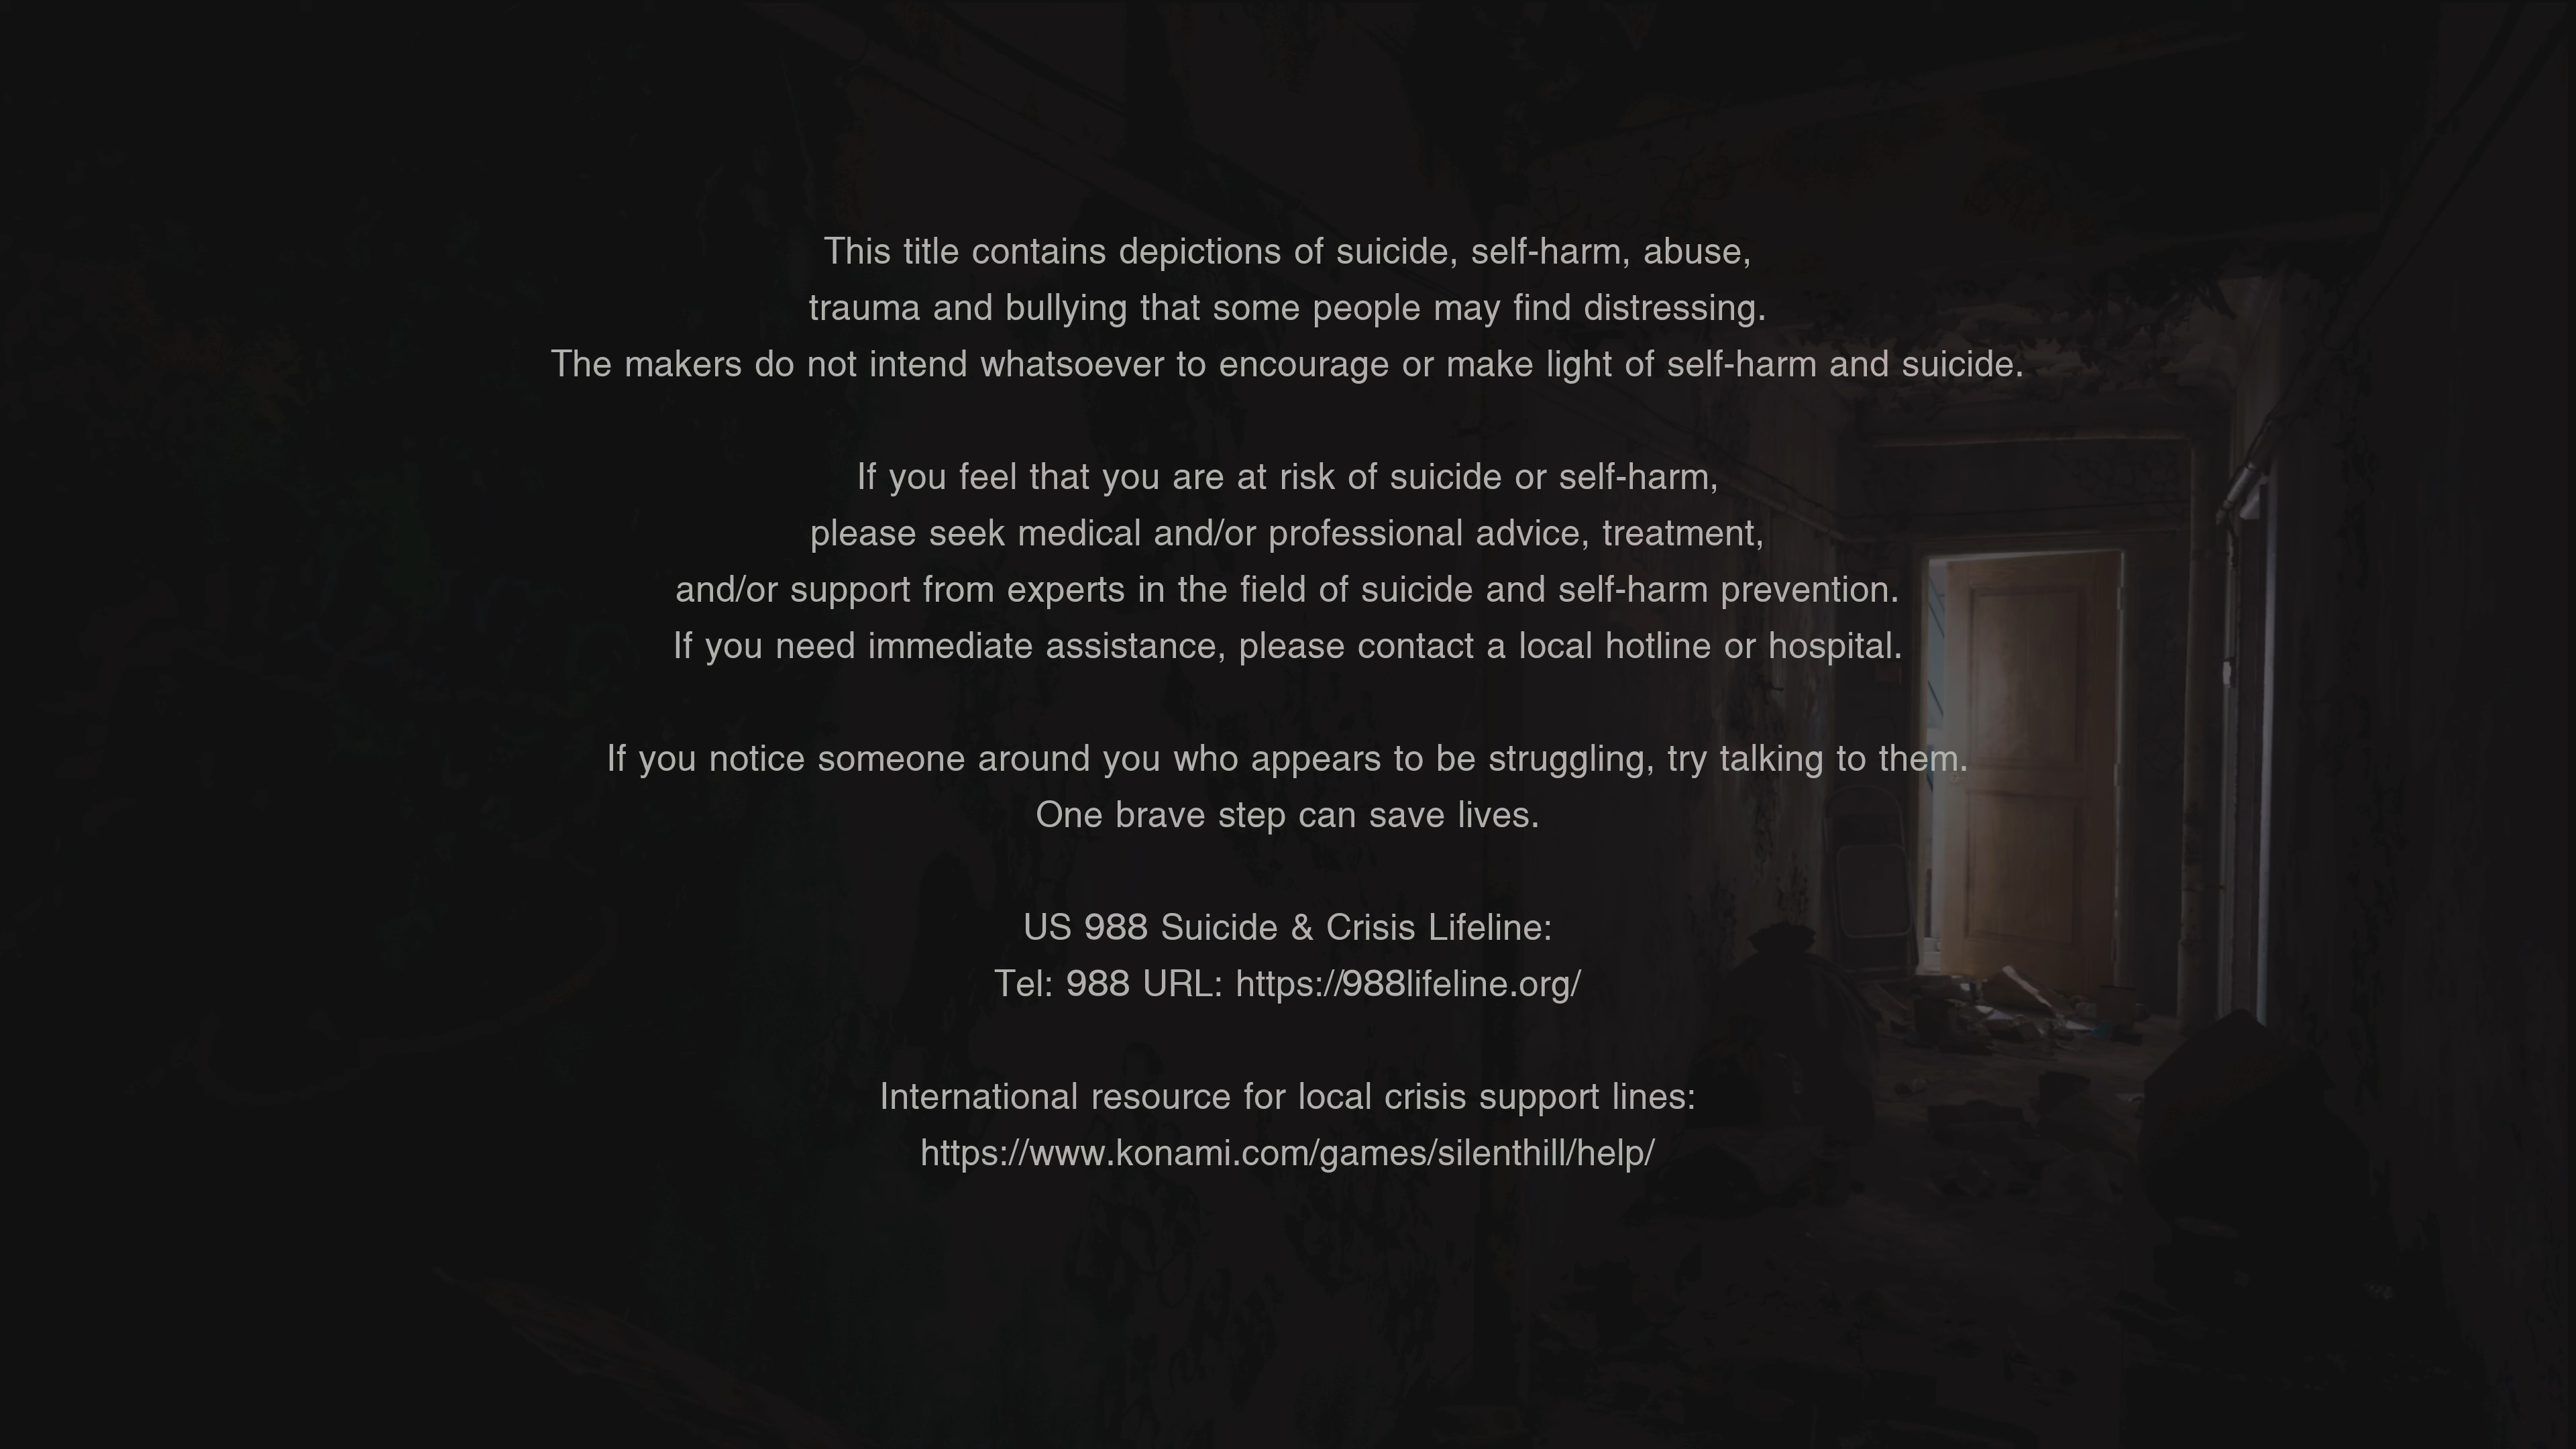 This title contains depictions of suicide, self-harm, abuse,
trauma and bullying that some people may find distressing.
The makers do not intend whatsoever to encourage or make light of self-harm and suicide.
If you feel that you are at risk of suicide or self-harm,
please seek medical and/or professional advice, treatment,
and/or support from experts in the field of suicide and self-harm prevention.
If you need immediate assistance, please contact a local hotline or hospital.
If you notice someone around you who appears to be struggling, try talking to them.
One brave step can save lives.
US 988 Suicide & Crisis Lifeline:
Tel: 988 URL: https://988lifeline.org/
International resource for local crisis support lines:
https://www.konami.com/games/silenthill/help/